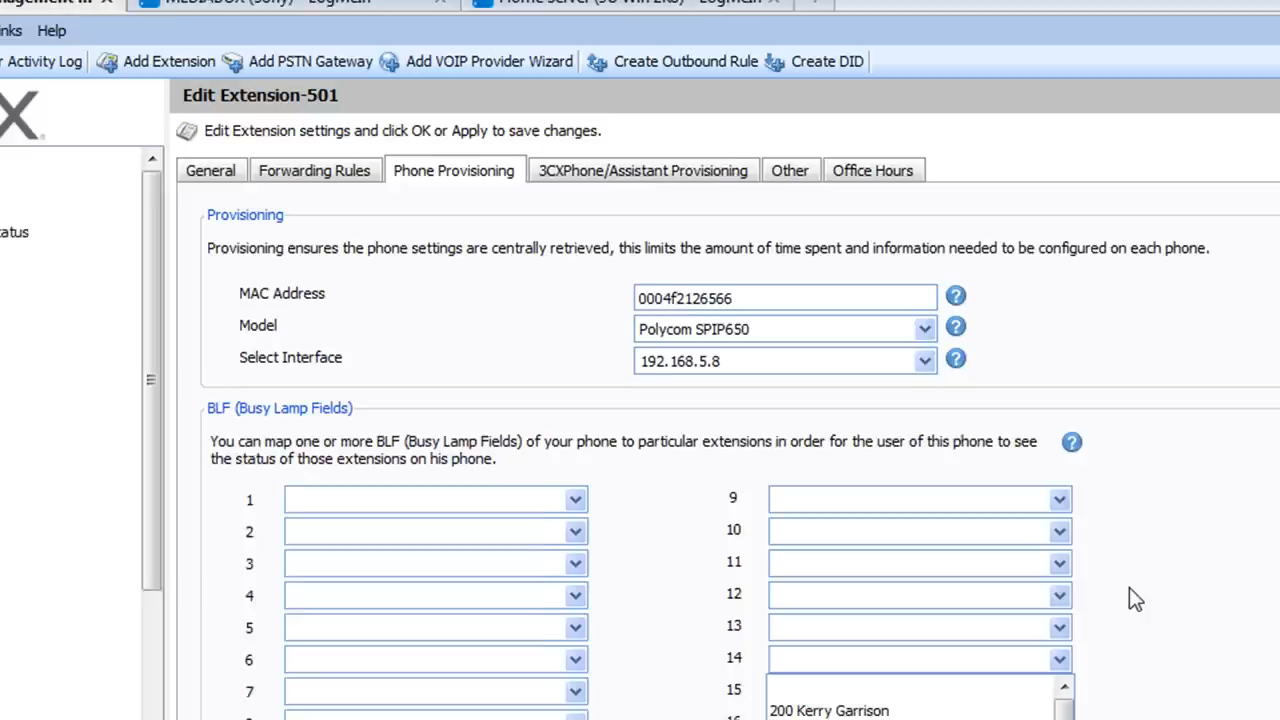 MEDIABOX (Sony) - LogMeIn
inks Help
r Activity Log Add Extension Add PSTN Gateway Add VOIP Provider Wizard Create Outbound Rule Create DID
X
Edit Extension-501
Edit Extension settings and click OK or Apply to save changes.
General Forwarding Rules Phone Provisioning 3CXPhone/Assistant Provisioning Other Office Hours
Provisioning
tatus
Provisioning ensures the phone settings are centrally retrieved, this limits the amount of time spent and information needed to be configured on each phone.
MAC Address 0004f2126566
Model Polycom SPIP650
Select Interface 192.168.5.8
BLF (Busy Lamp Fields)
You can map one or more BLF (Busy Lamp Fields) of your phone to particular extensions in order for the user of this phone to see
the status of those extensions on his phone.
1 9
2 10
3 11
4 12
5 13
6 14
7 15
200 Kerry Garrison